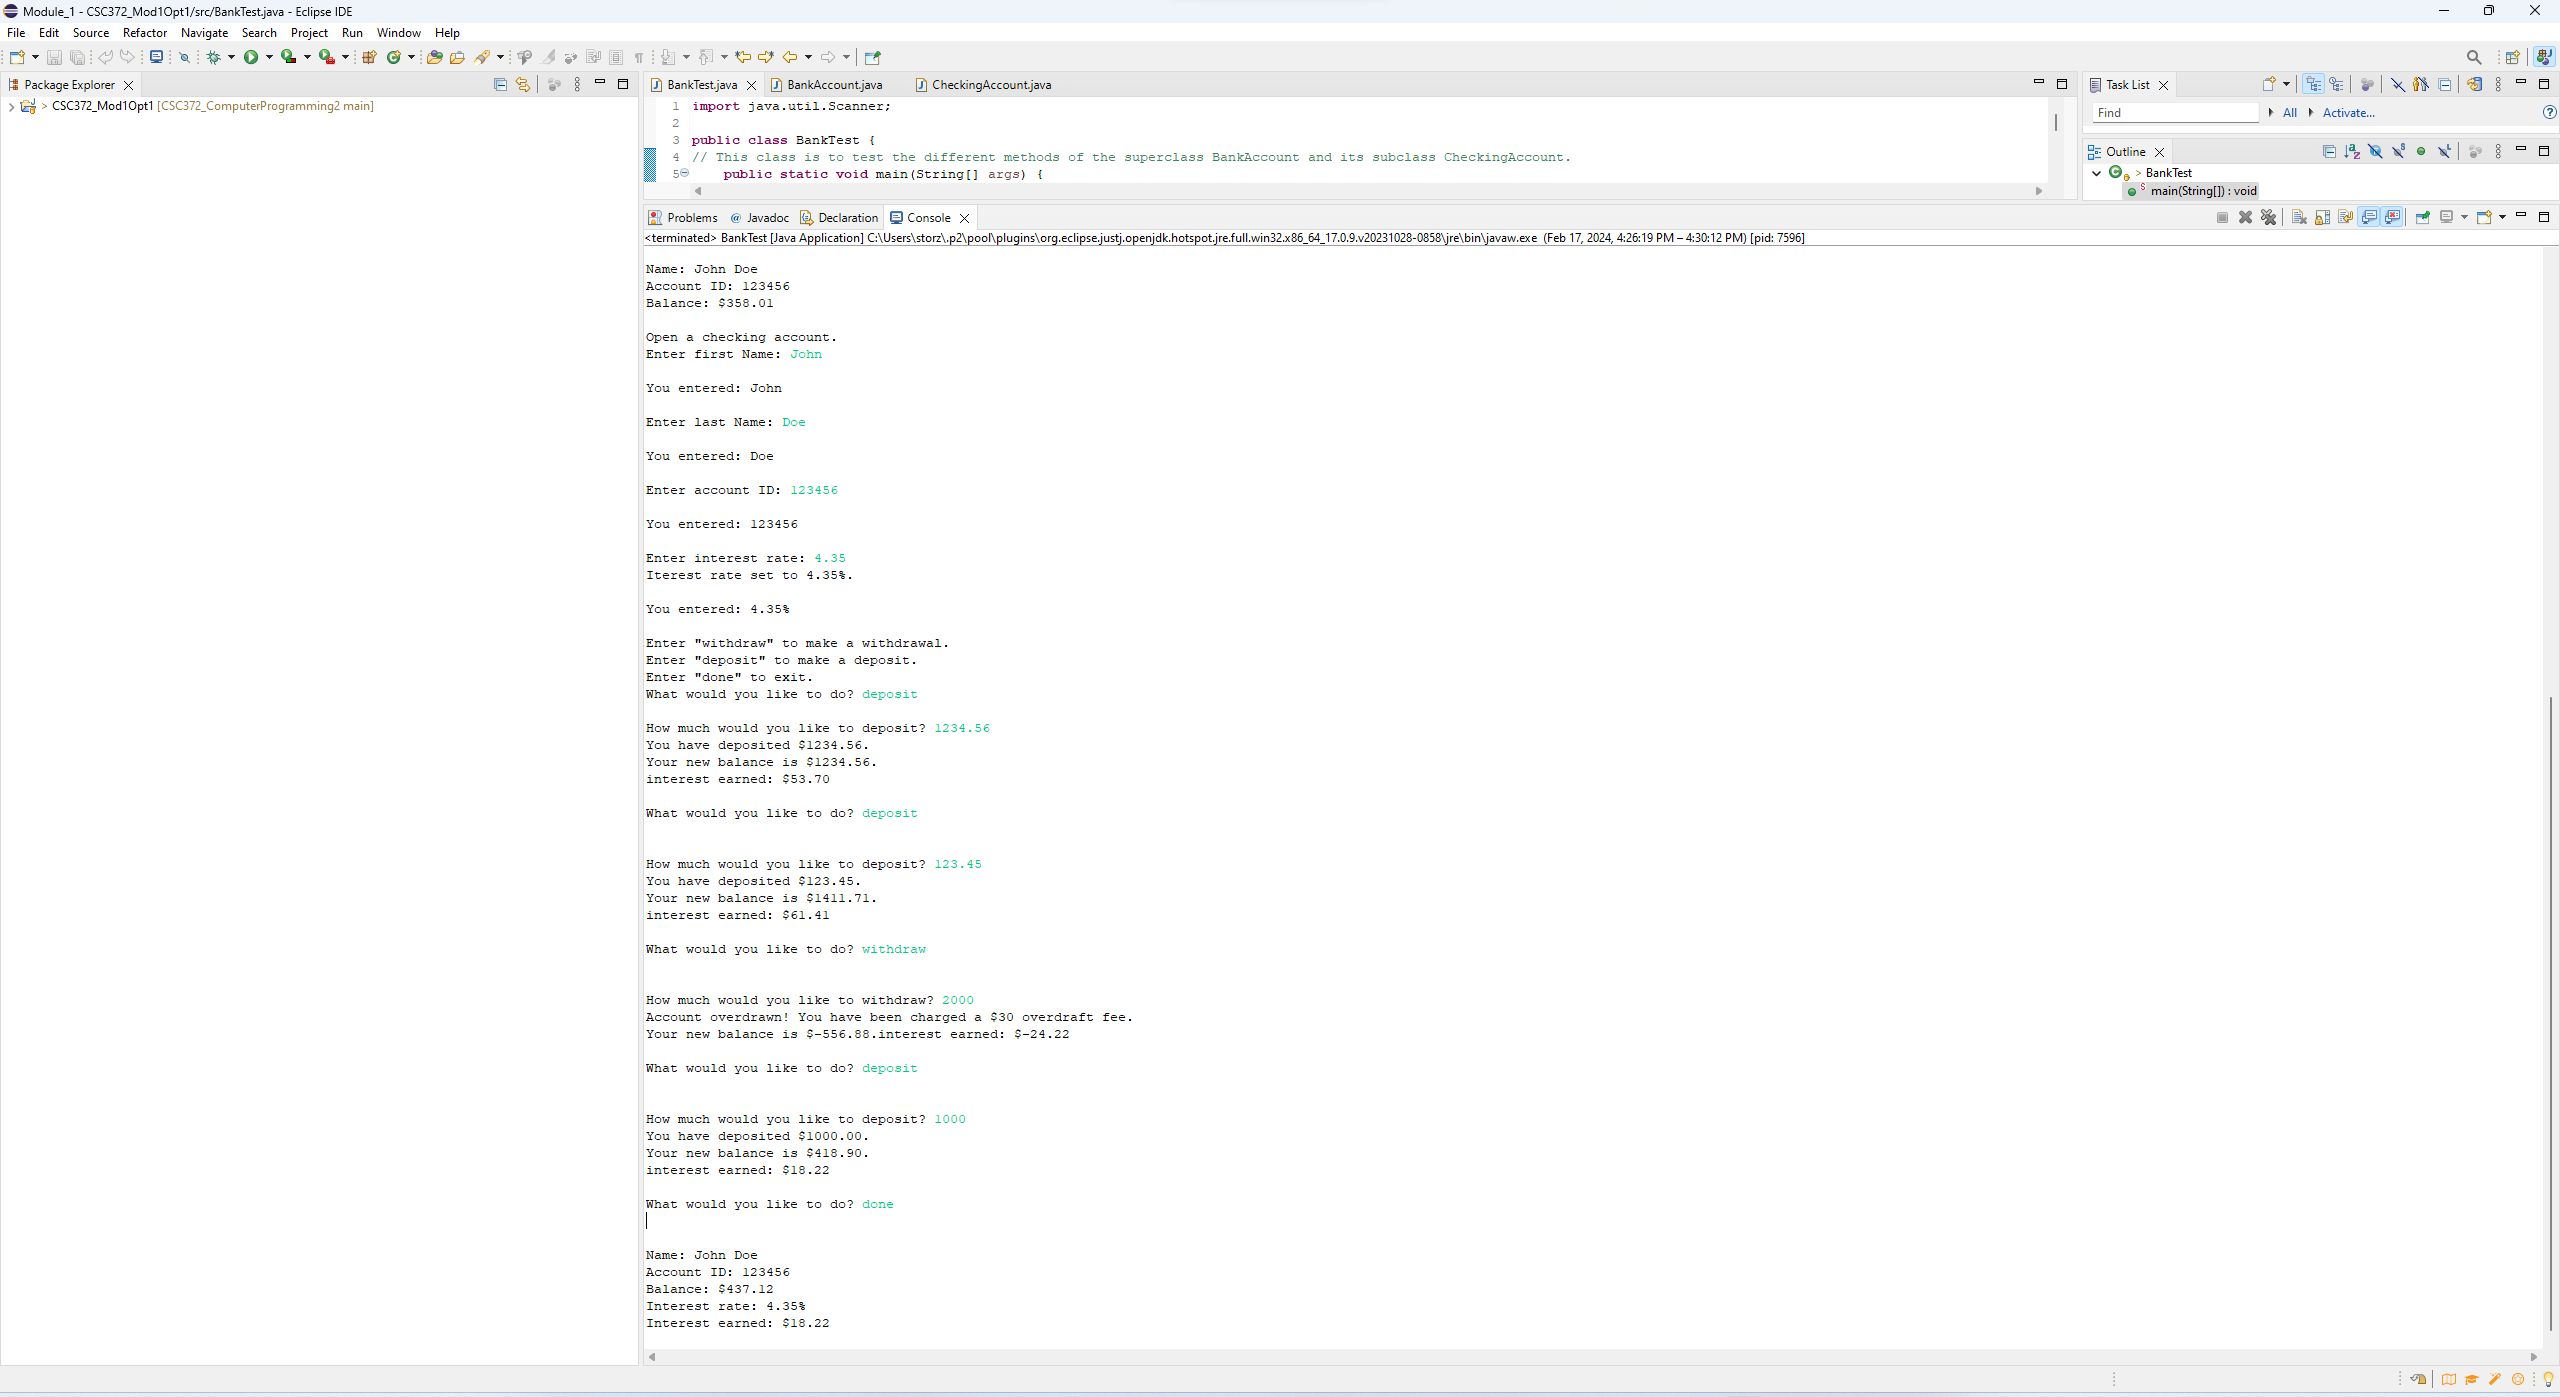 Module_1 - CSC372_Mod1Opt1/src/BankTest.java - Eclipse IDE
File Edit Source Refactor Navigate Search Project Run Window Help
Package Explorer
> CSC372_Mod1Opt1 [CSC372_ComputerProgramming2 main]
BankTest.java BankAccount.java CheckingAccount.java
1 import java.util.Scanner;
2
3 public class BankTest {
4 // This class is to test the different methods of the superclass BankAccount and its subclass CheckingAccount.
5 public static void main(String[] args) {
Task List
Find All Activate...
Outline
> BankTest
main(String[]) : void
Problems Javadoc Declaration Console
<terminated> BankTest [Java Application] C:\Users\storz\.p2\pool\plugins\org.eclipse.justj.openjdk.hotspot.jre.full.win32.x86_64_17.0.9.v20231028-0858\jre\bin\javaw.exe (Feb 17, 2024, 4:26:19 PM – 4:30:12 PM) [pid: 7596]
Name: John Doe
Account ID: 123456
Balance: $358.01
Open a checking account.
Enter first Name: John
You entered: John
Enter last Name: Doe
You entered: Doe
Enter account ID: 123456
You entered: 123456
Enter interest rate: 4.35
Iterest rate set to 4.35%.
You entered: 4.35%
Enter "withdraw" to make a withdrawal.
Enter "deposit" to make a deposit.
Enter "done" to exit.
What would you like to do? deposit
How much would you like to deposit? 1234.56
You have deposited $1234.56.
Your new balance is $1234.56.
interest earned: $53.70
What would you like to do? deposit
How much would you like to deposit? 123.45
You have deposited $123.45.
Your new balance is $1411.71.
interest earned: $61.41
What would you like to do? withdraw
How much would you like to withdraw? 2000
Account overdrawn! You have been charged a $30 overdraft fee.
Your new balance is $-556.88.interest earned: $-24.22
What would you like to do? deposit
How much would you like to deposit? 1000
You have deposited $1000.00.
Your new balance is $418.90.
interest earned: $18.22
What would you like to do? done
Name: John Doe
Account ID: 123456
Balance: $437.12
Interest rate: 4.35%
Interest earned: $18.22